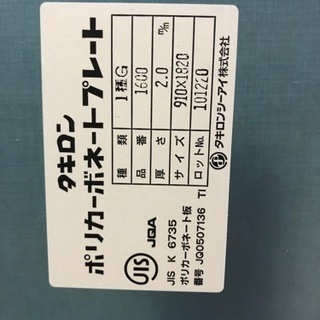 タキロン
ポリカーボネートプレート
種類 1種G
品番 1600
厚さ 2.0 m/m
サイズ 910×1820
ロットNo. 101220
JIS JQA
JIS K 6735
ポリカーボネート板
番号 JQ0507136 TI
タキロンシーアイ株式会社